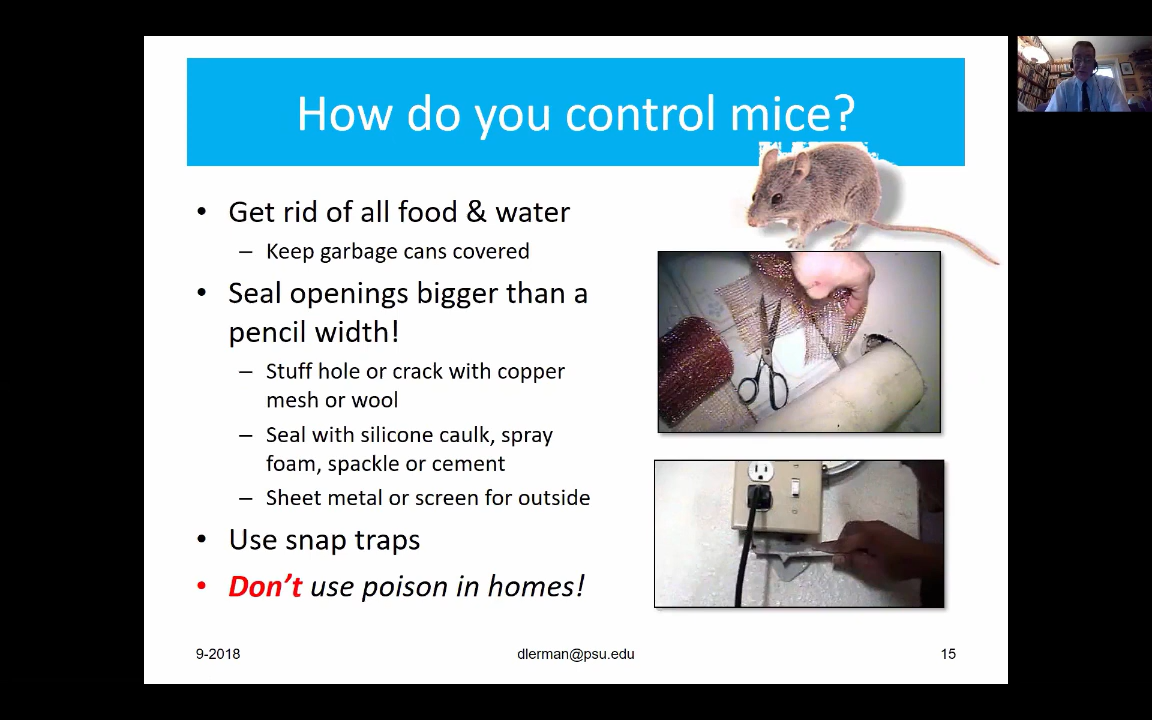 How do you control mice?
• Get rid of all food & water
– Keep garbage cans covered
• Seal openings bigger than a
pencil width!
– Stuff hole or crack with copper
mesh or wool
– Seal with silicone caulk, spray
foam, spackle or cement
– Sheet metal or screen for outside
• Use snap traps
• Don't use poison in homes!
9-2018
dlerman@psu.edu
15